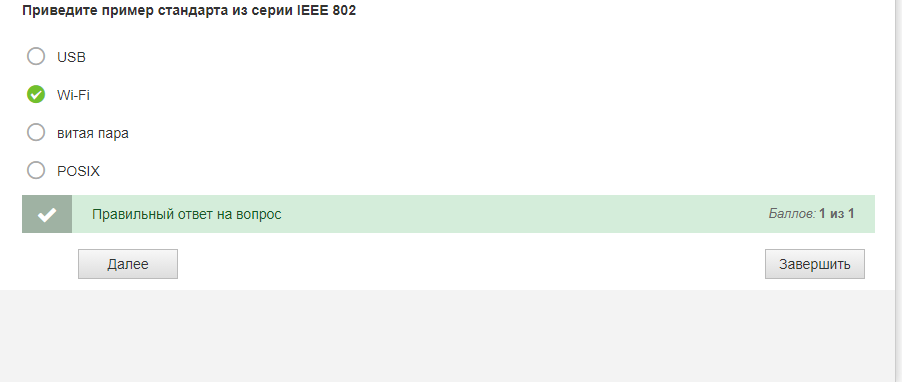 Приведите пример стандарта из серии IEEE 802
USB
Wi-Fi
витая пара
POSIX
Правильный ответ на вопрос Баллов: 1 из 1
Далее Завершить